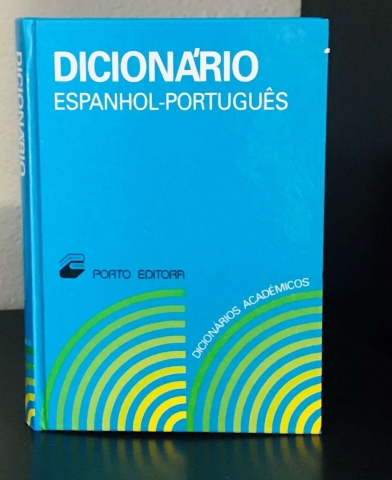 DICIONÁRIO
ESPANHOL-PORTUGUÊS
PORTO EDITORA
DICIONÁRIOS ACADÉMICOS
DICIONÁRIO